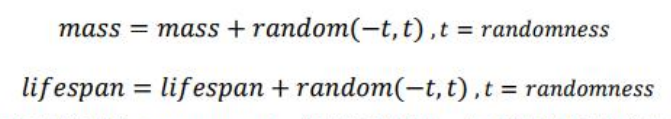 mass = mass + random(−t, t) , t = randomness
lifespan = lifespan + random(−t, t) , t = randomness